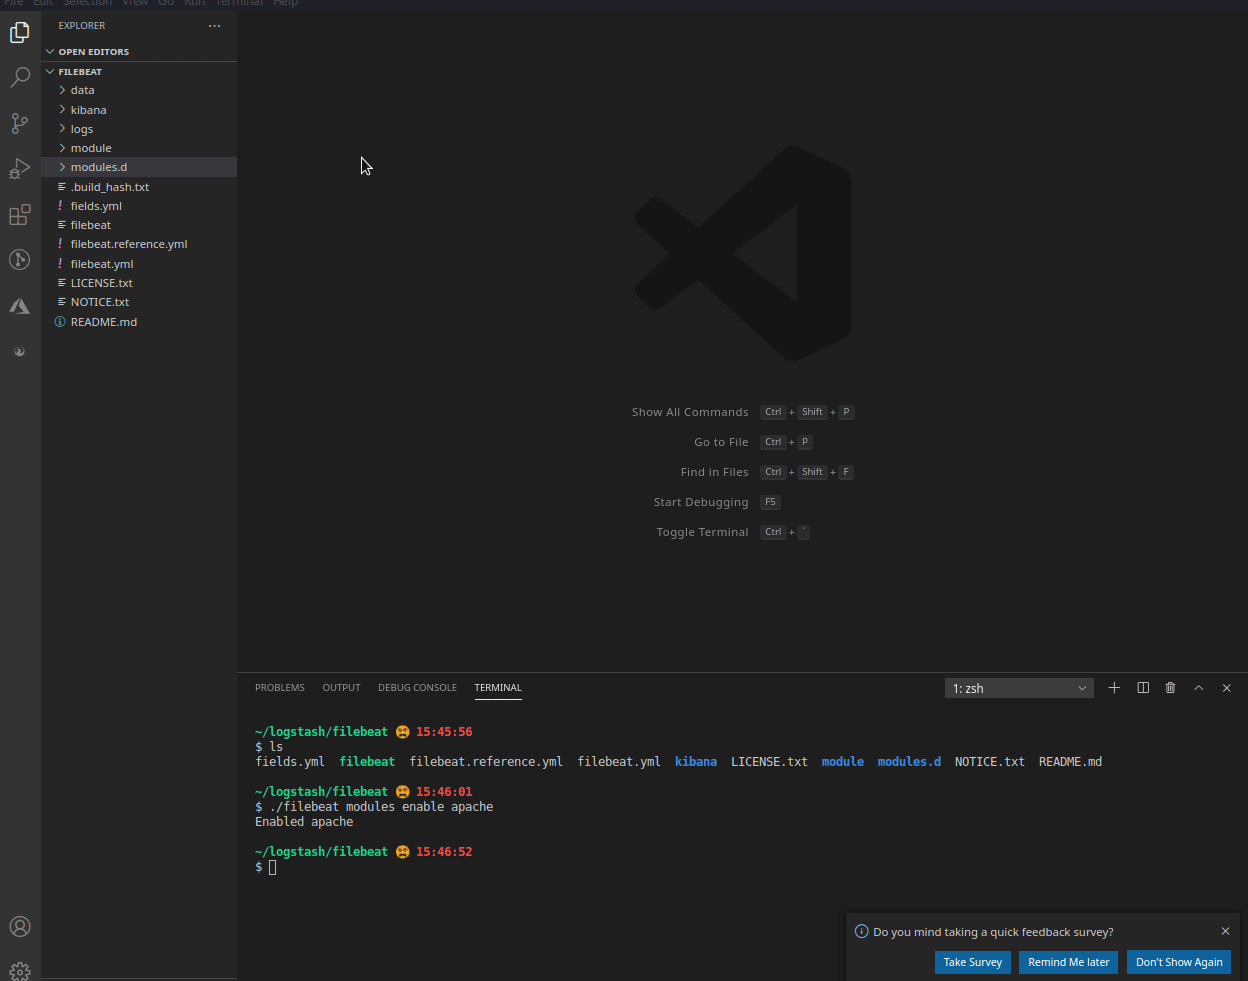 File Edit Selection View Go Run Terminal Help
EXPLORER
OPEN EDITORS
FILEBEAT
data
kibana
logs
module
modules.d
.build_hash.txt
fields.yml
filebeat
filebeat.reference.yml
filebeat.yml
LICENSE.txt
NOTICE.txt
README.md
Show All Commands Ctrl + Shift + P
Go to File Ctrl + P
Find in Files Ctrl + Shift + F
Start Debugging F5
Toggle Terminal Ctrl + `
PROBLEMS OUTPUT DEBUG CONSOLE TERMINAL 1: zsh
~/logstash/filebeat 15:45:56
$ ls
fields.yml filebeat filebeat.reference.yml filebeat.yml kibana LICENSE.txt module modules.d NOTICE.txt README.md
~/logstash/filebeat 15:46:01
$ ./filebeat modules enable apache
Enabled apache
~/logstash/filebeat 15:46:52
$
Do you mind taking a quick feedback survey?
Take Survey Remind Me later Don't Show Again